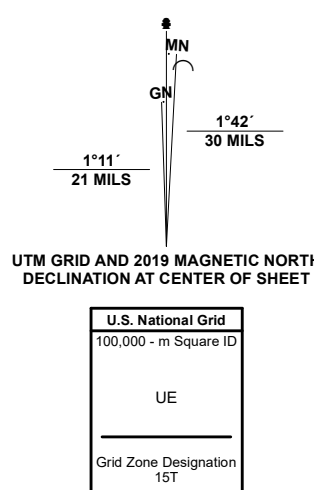 MN
GN
1°42´
30 MILS
1°11´
21 MILS
UTM GRID AND 2019 MAGNETIC NORTH
DECLINATION AT CENTER OF SHEET
U.S. National Grid
100,000 - m Square ID
UE
Grid Zone Designation
15T